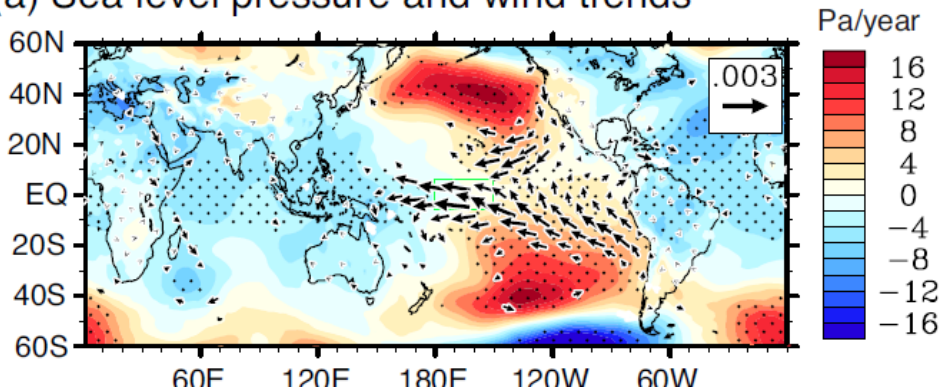 (a) Sea level pressure and wind trends
Pa/year
60N
40N
20N
EQ
20S
40S
60S
.003
16
12
8
4
0
−4
−8
−12
−16
60E 120E 180E 120W 60W